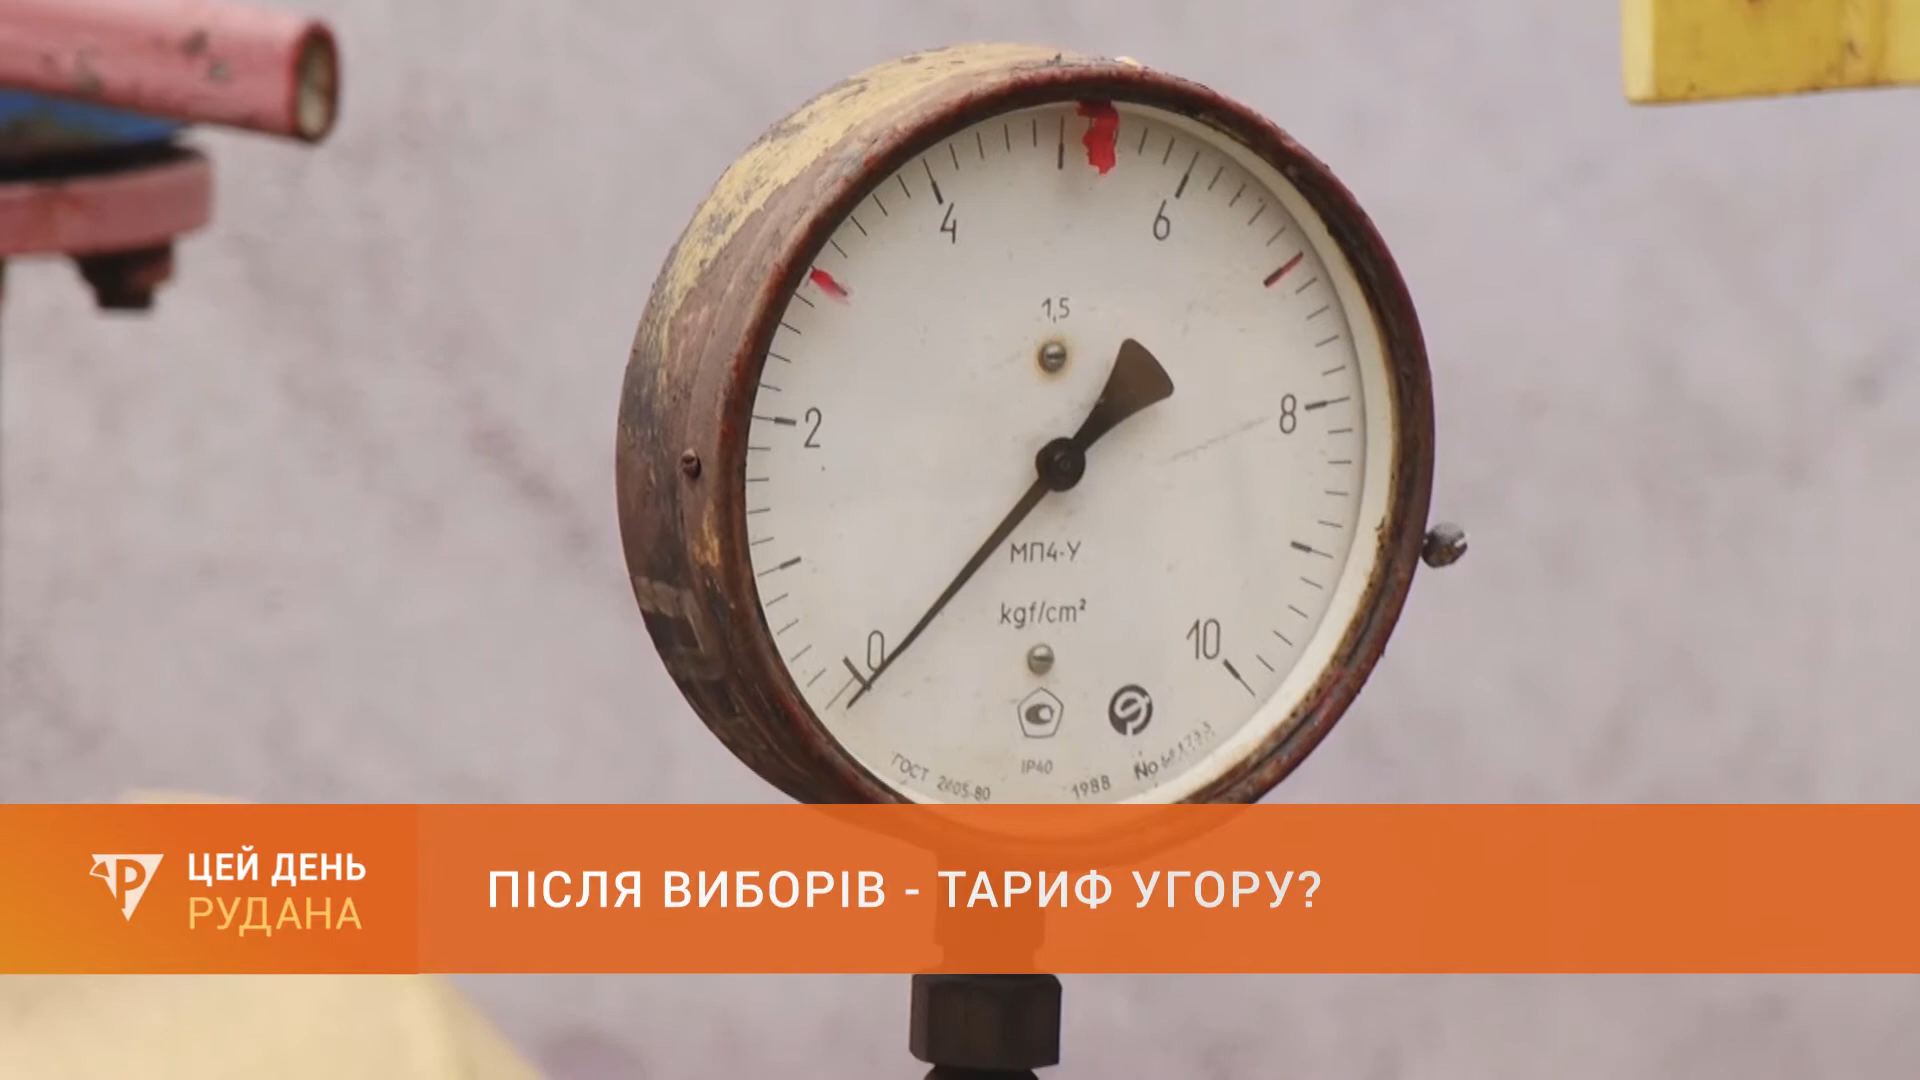 4
6
1,5
2
8
МП4-У
kgf/cm²
0
10
ГОСТ 2405-80
IP40
1988
No
ЦЕЙ ДЕНЬ
РУДАНА
ПІСЛЯ ВИБОРІВ - ТАРИФ УГОРУ?